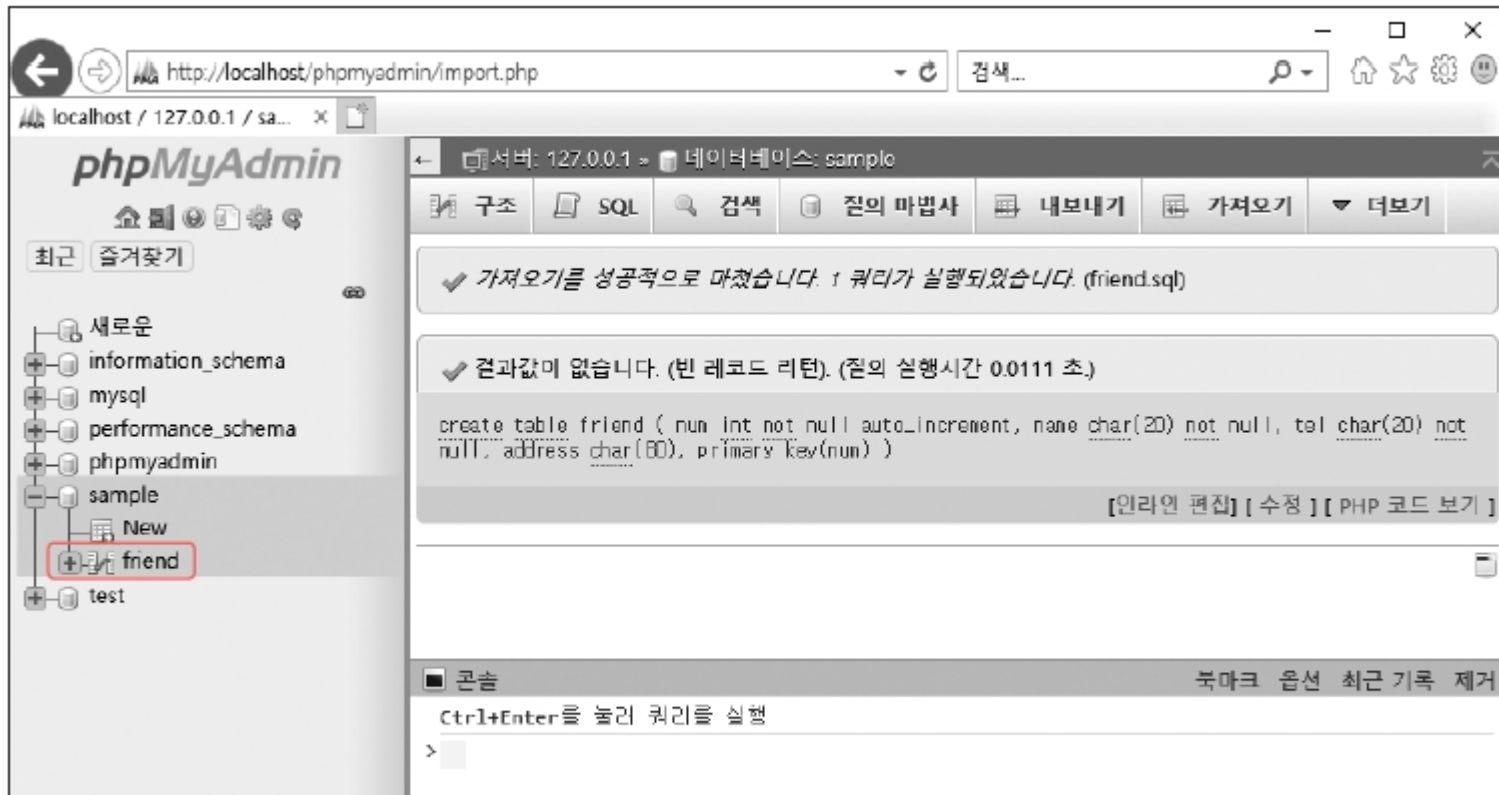 http://localhost/phpmyadmin/import.php
검색...
localhost / 127.0.0.1 / sa...
phpMyAdmin
최근 즐겨찾기
새로운
information_schema
mysql
performance_schema
phpmyadmin
sample
New
friend
test
서버: 127.0.0.1 » 데이터베이스: sample
구조 SQL 검색 질의 마법사 내보내기 가져오기 더보기
가져오기를 성공적으로 마쳤습니다. 1 쿼리가 실행되었습니다. (friend.sql)
결과값이 없습니다. (빈 레코드 리턴). (질의 실행시간 0.0111 초.)
create table friend ( num int not null auto_increment, name char(20) not null, tel char(20) not
null, address char(80), primary key(num) )
[인라인 편집] [ 수정 ] [ PHP 코드 보기 ]
콘솔
북마크 옵션 최근 기록 제거
Ctrl+Enter를 눌러 쿼리를 실행
>